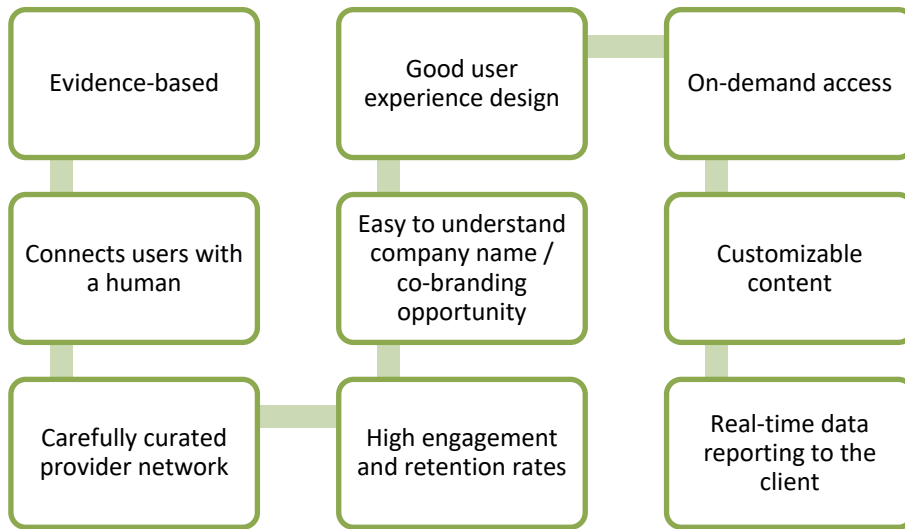 Evidence-based
Connects users with
a human
Carefully curated
provider network
High engagement
and retention rates
Easy to understand
company name /
co-branding
opportunity
Good user
experience design
On-demand access
Customizable
content
Real-time data
reporting to the
client